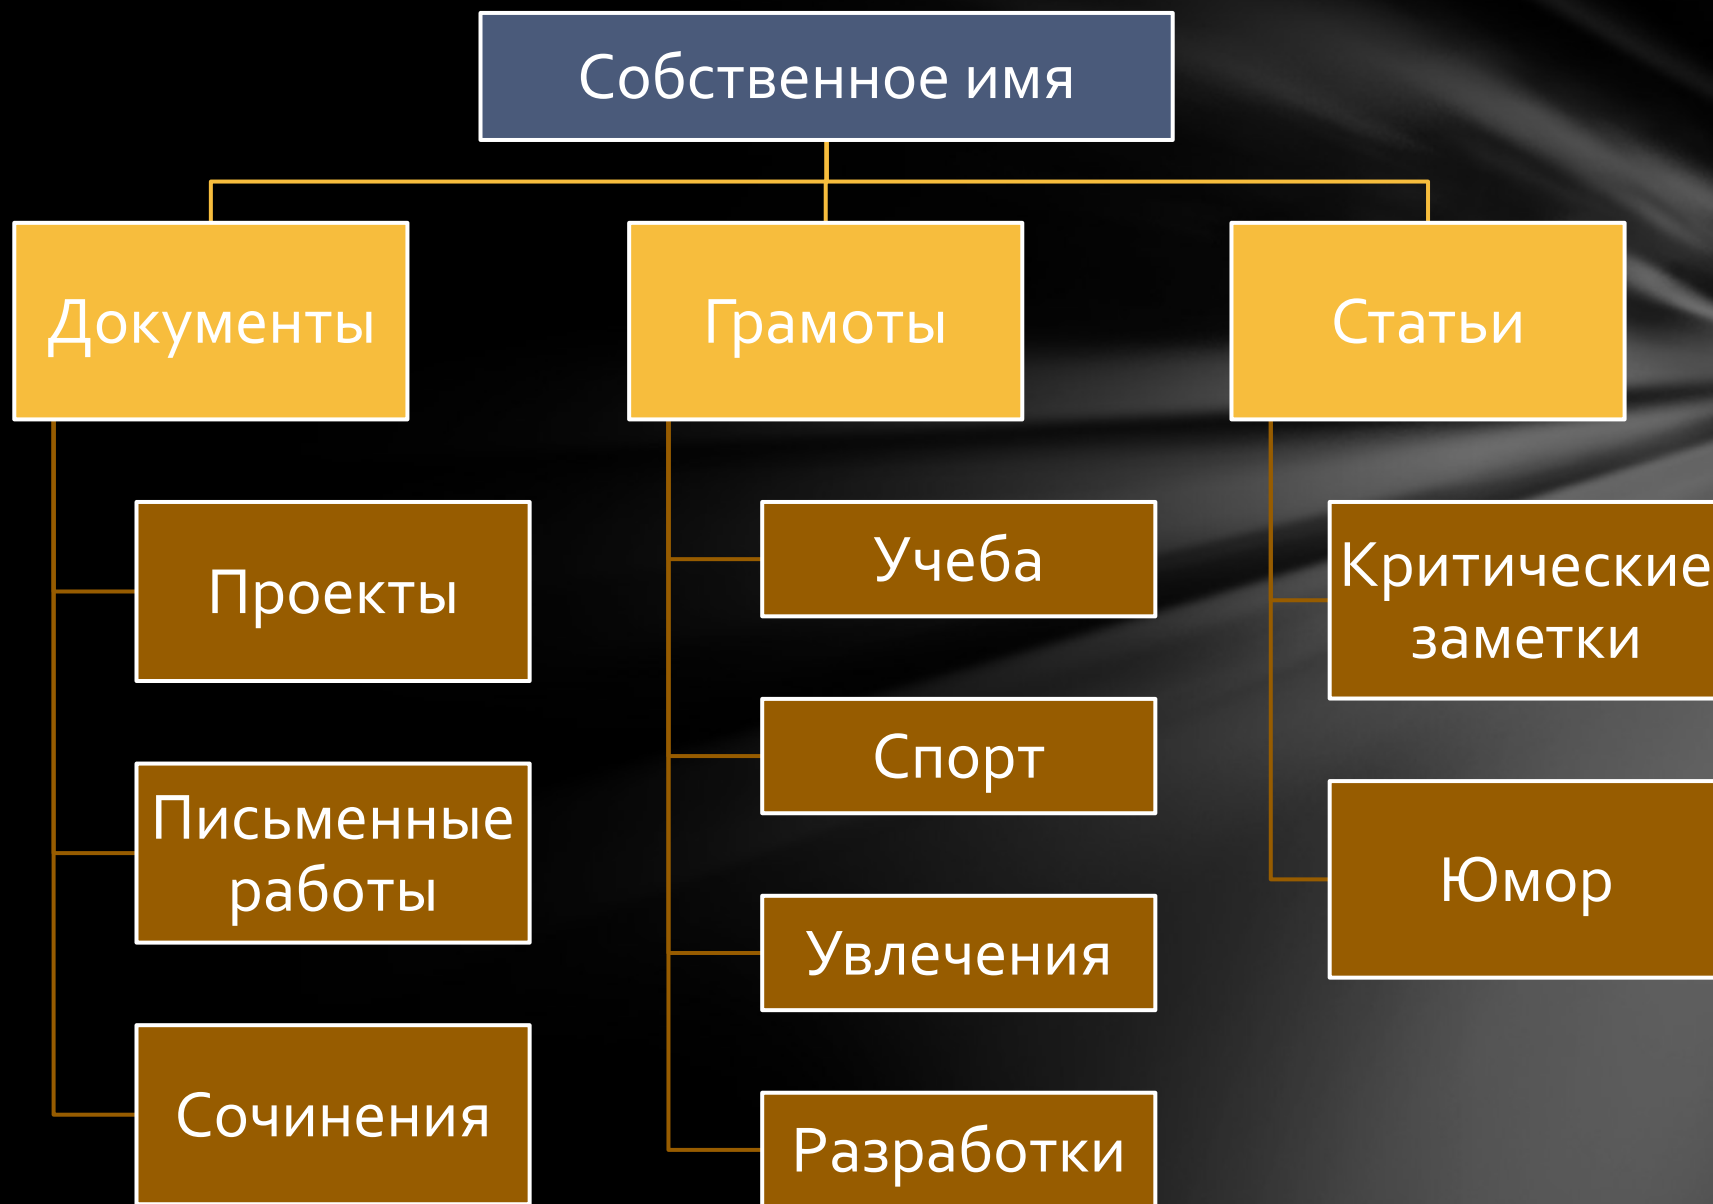 Собственное имя
Документы
Грамоты
Статьи
Проекты
Письменные
работы
Сочинения
Учеба
Спорт
Увлечения
Разработки
Критические
заметки
Юмор